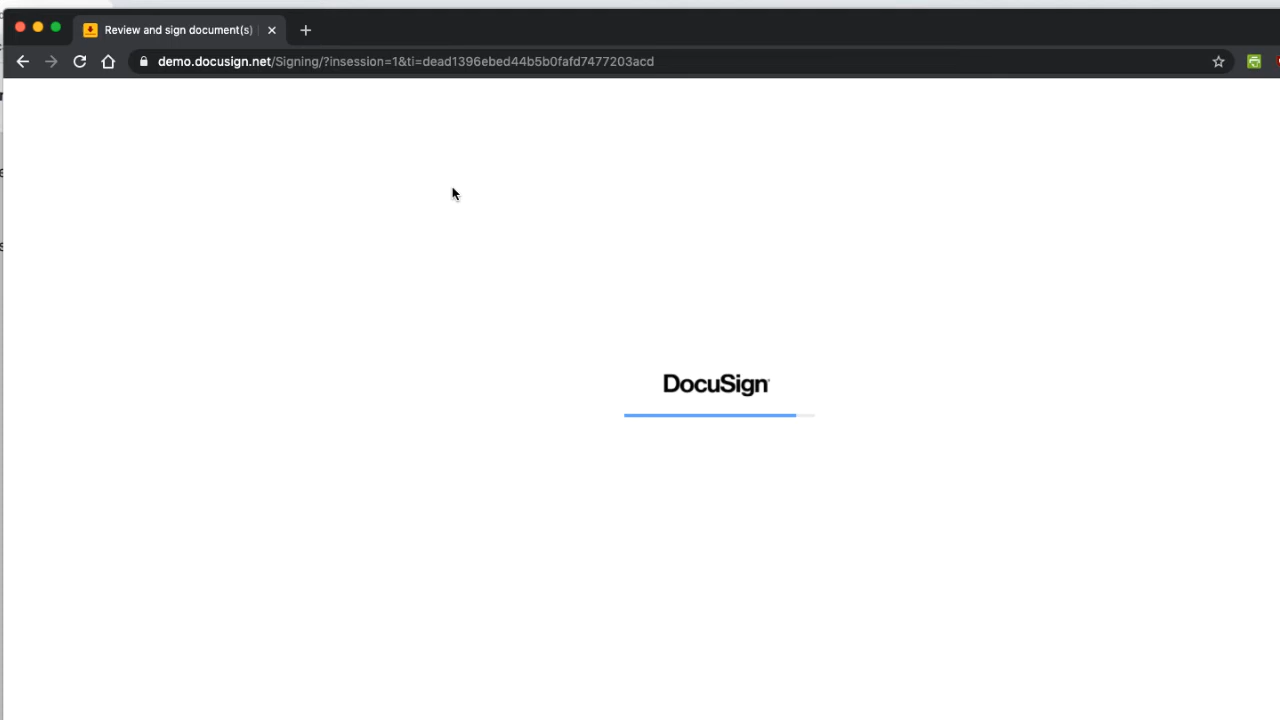 Review and sign document(s)
demo.docusign.net/Signing/?insession=1&ti=dead1396ebed44b5b0fafd7477203acd
DocuSign